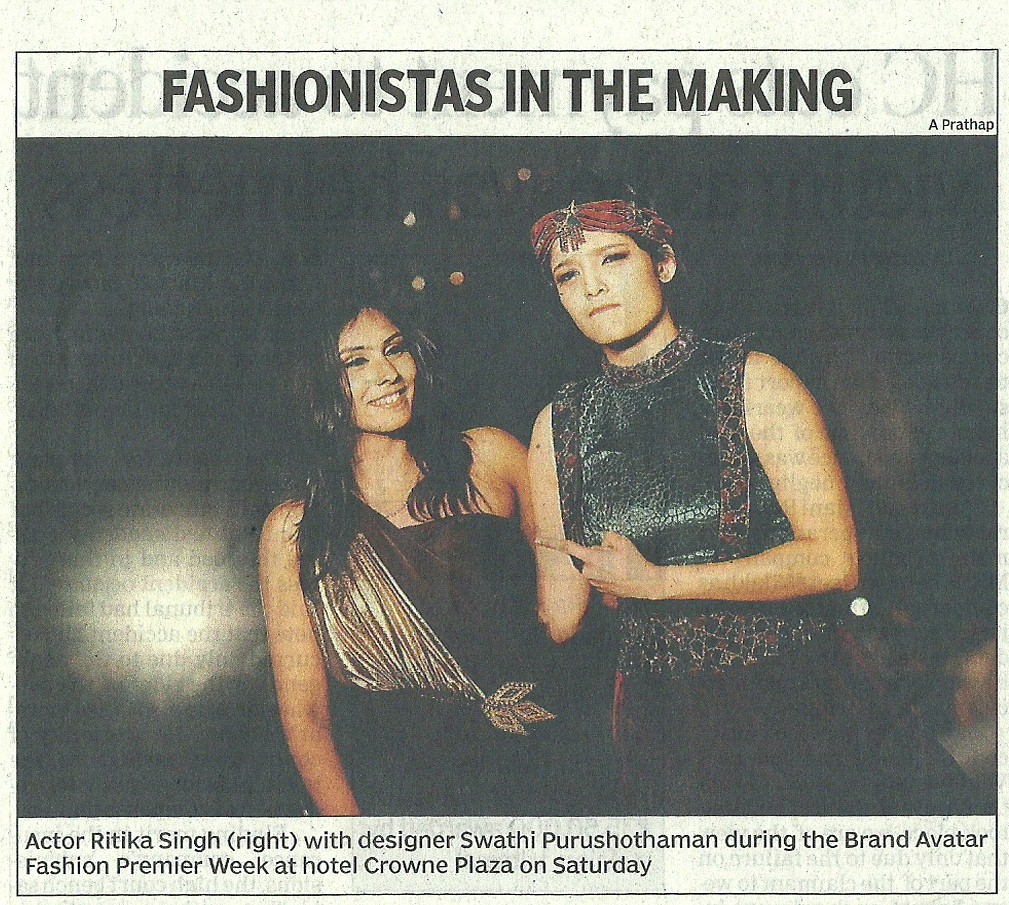 FASHIONISTAS IN THE MAKING
A Prathap
Actor Ritika Singh (right) with designer Swathi Purushothaman during the Brand Avatar
Fashion Premier Week at hotel Crowne Plaza on Saturday